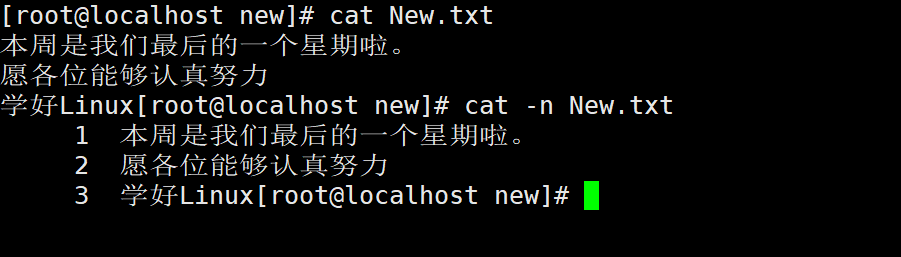 [root@localhost new]# cat New.txt
本周是我们最后的一个星期啦。
愿各位能够认真努力
学好Linux[root@localhost new]# cat -n New.txt
     1  本周是我们最后的一个星期啦。
     2  愿各位能够认真努力
     3  学好Linux[root@localhost new]#